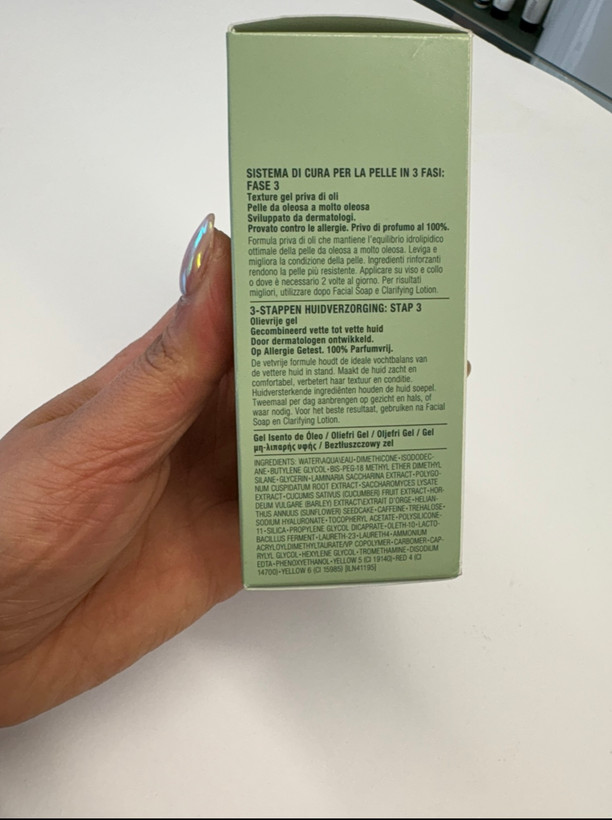 SISTEMA DI CURA PER LA PELLE IN 3 FASI:
FASE 3
Texture gel priva di oli
Pelle da oleosa a molto oleosa
Sviluppato da dermatologi.
Provato contro le allergie. Privo di profumo al 100%.
Formula priva di oli che mantiene l'equilibrio idrolipidico
ottimale della pelle da oleosa a molto oleosa. Leviga e
migliora la condizione della pelle. Ingredienti rinforzanti
rendono la pelle più resistente. Applicare su viso e collo
o dove è necessario 2 volte al giorno. Per risultati
migliori, utilizzare dopo Facial Soap e Clarifying Lotion.
3-STAPPEN HUIDVERZORGING: STAP 3
Olievrije gel
Gecombineerd vette tot vette huid
Door dermatologen ontwikkeld.
Op Allergie Getest. 100% Parfumvrij.
De vetvrije formule houdt de ideale vochtbalans van
de vettere huid in stand. Maakt de huid zacht en
comfortabel, verbetert haar textuur en conditie.
Huidversterkende ingrediënten houden de huid soepel.
Tweemaal per dag aanbrengen op gezicht en hals, of
waar nodig. Voor het beste resultaat, gebruiken na Facial
Soap en Clarifying Lotion.
Gel Isento de Óleo / Oliefri Gel / Oljefri Gel / Gel
μη-λιπαρής υφής / Beztłuszczowy żel
INGREDIENTS: WATER\AQUA\EAU•DIMETHICONE•ISODODEC-
ANE•BUTYLENE GLYCOL•BIS-PEG-18 METHYL ETHER DIMETHYL
SILANE•GLYCERIN•LAMINARIA SACCHARINA EXTRACT•POLYGO-
NUM CUSPIDATUM ROOT EXTRACT•SACCHAROMYCES LYSATE
EXTRACT•CUCUMIS SATIVUS (CUCUMBER) FRUIT EXTRACT•HOR-
DEUM VULGARE (BARLEY) EXTRACT\EXTRAIT D'ORGE•HELIAN-
THUS ANNUUS (SUNFLOWER) SEEDCAKE•CAFFEINE•TREHALOSE•
SODIUM HYALURONATE•TOCOPHERYL ACETATE•POLYSILICONE-
11•SILICA•PROPYLENE GLYCOL DICAPRATE•OLETH-10•LACTO-
BACILLUS FERMENT•LAURETH-23•LAURETH-4•AMMONIUM
ACRYLOYLDIMETHYLTAURATE/VP COPOLYMER•CARBOMER•CAP-
RYLYL GLYCOL•HEXYLENE GLYCOL•TROMETHAMINE•DISODIUM
EDTA•PHENOXYETHANOL•YELLOW 5 (CI 19140)•RED 4 (CI
14700)•YELLOW 6 (CI 15985) [ILN41195]